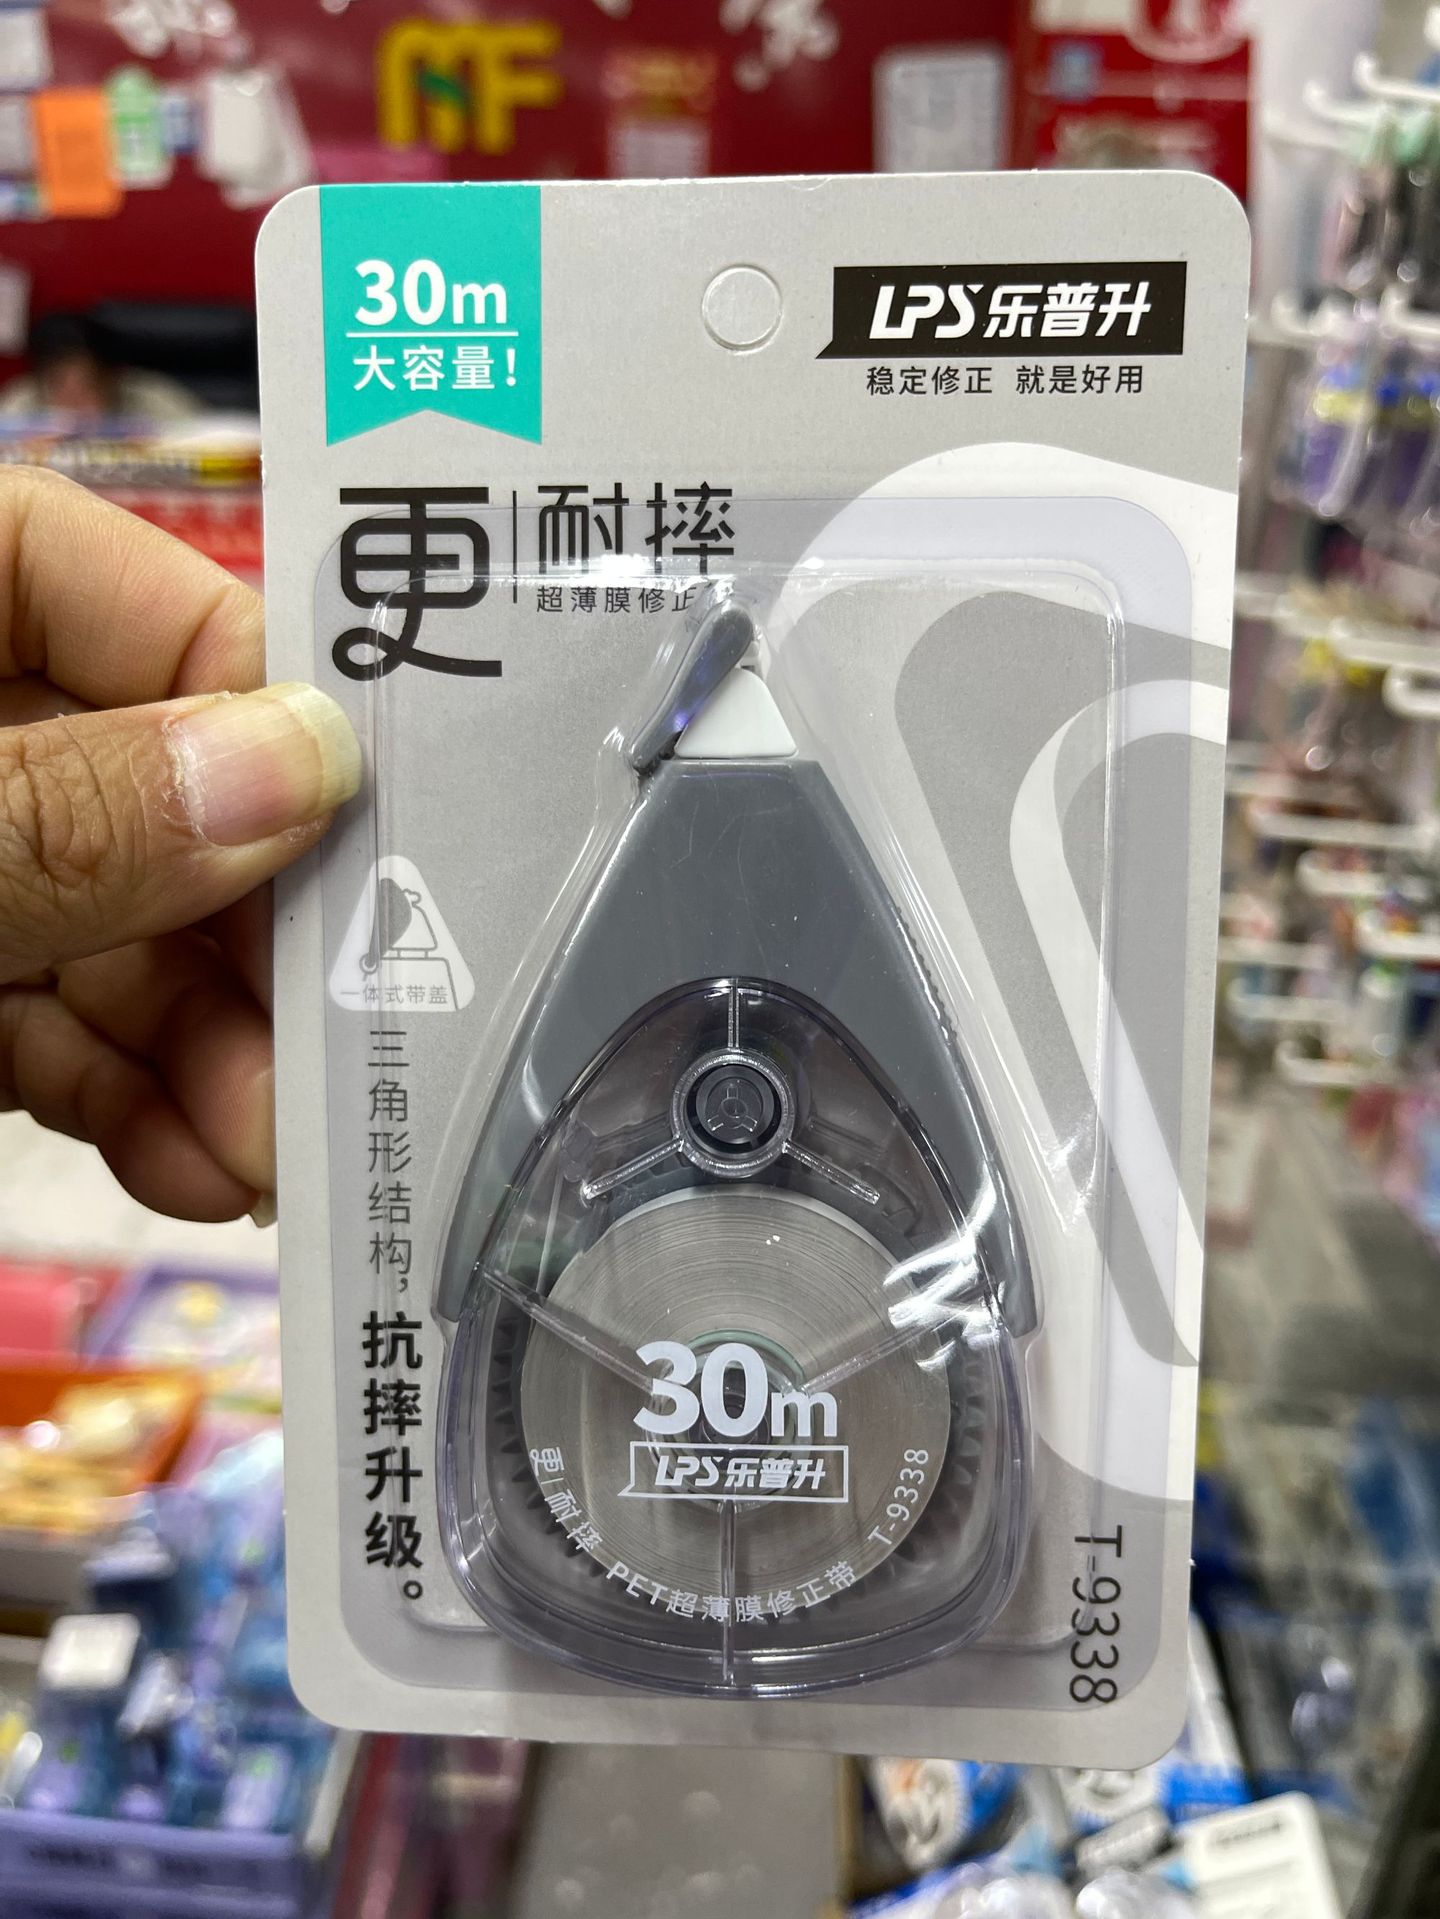 MF
30m
大容量!
LPS乐普升
稳定修正 就是好用
更|耐摔
超薄膜修正
一体式带盖
三角形结构，抗摔升级。
30m
LPS乐普升
更|耐摔 PET超薄膜修正带 T-9338
T-9338